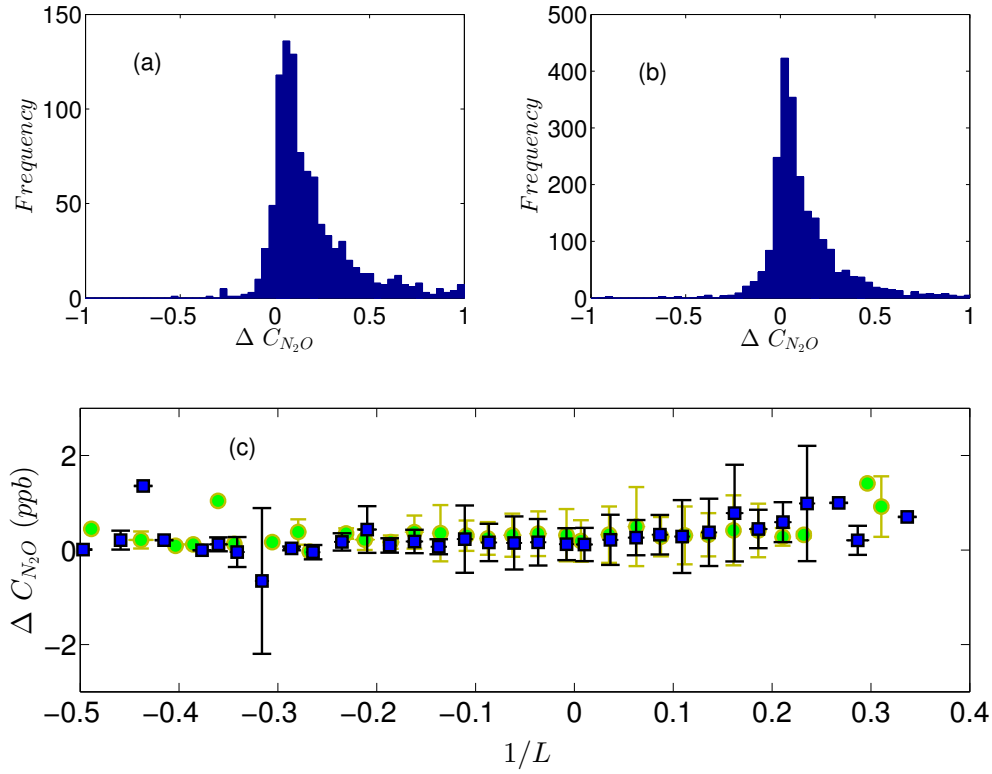 150
100
50
0
Frequency
(a)
−1 −0.5 0 0.5 1
Δ C_{N₂O}
500
400
300
200
100
0
Frequency
(b)
−1 −0.5 0 0.5 1
Δ C_{N₂O}
2
0
−2
Δ C_{N₂O} (ppb)
(c)
−0.5 −0.4 −0.3 −0.2 −0.1 0 0.1 0.2 0.3 0.4
1/L